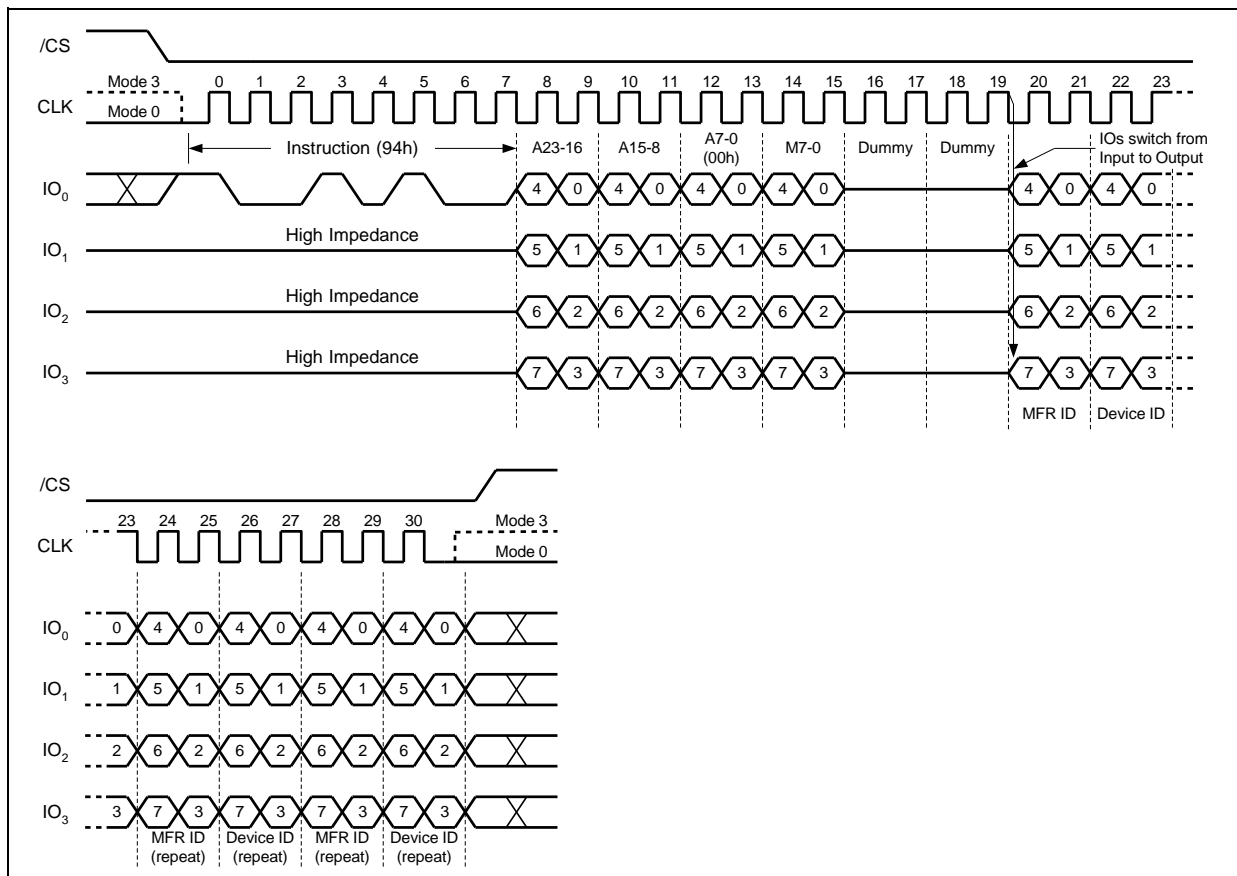 /CS
Mode 3 0 1 2 3 4 5 6 7 8 9 10 11 12 13 14 15 16 17 18 19 20 21 22 23
CLK Mode 0
Instruction (94h) A23-16 A15-8 A7-0 (00h) M7-0 Dummy Dummy IOs switch from Input to Output
IO0 4 0 4 0 4 0 4 0 4 0 4 0
High Impedance
IO1 5 1 5 1 5 1 5 1 5 1 5 1
High Impedance
IO2 6 2 6 2 6 2 6 2 6 2 6 2
High Impedance
IO3 7 3 7 3 7 3 7 3 7 3 7 3
MFR ID Device ID
/CS
23 24 25 26 27 28 29 30 Mode 3
CLK Mode 0
IO0 0 4 0 4 0 4 0 4 0
IO1 1 5 1 5 1 5 1 5 1
IO2 2 6 2 6 2 6 2 6 2
IO3 3 7 3 7 3 7 3 7 3
MFR ID Device ID MFR ID Device ID
(repeat) (repeat) (repeat) (repeat)